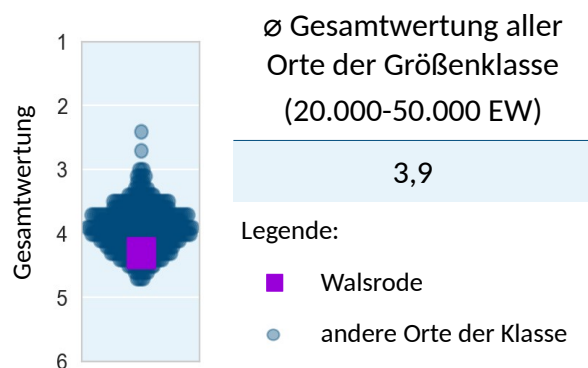 1
2
3
4
5
6
Gesamtwertung
⌀ Gesamtwertung aller
Orte der Größenklasse
(20.000-50.000 EW)
3,9
Legende:
Walsrode
andere Orte der Klasse